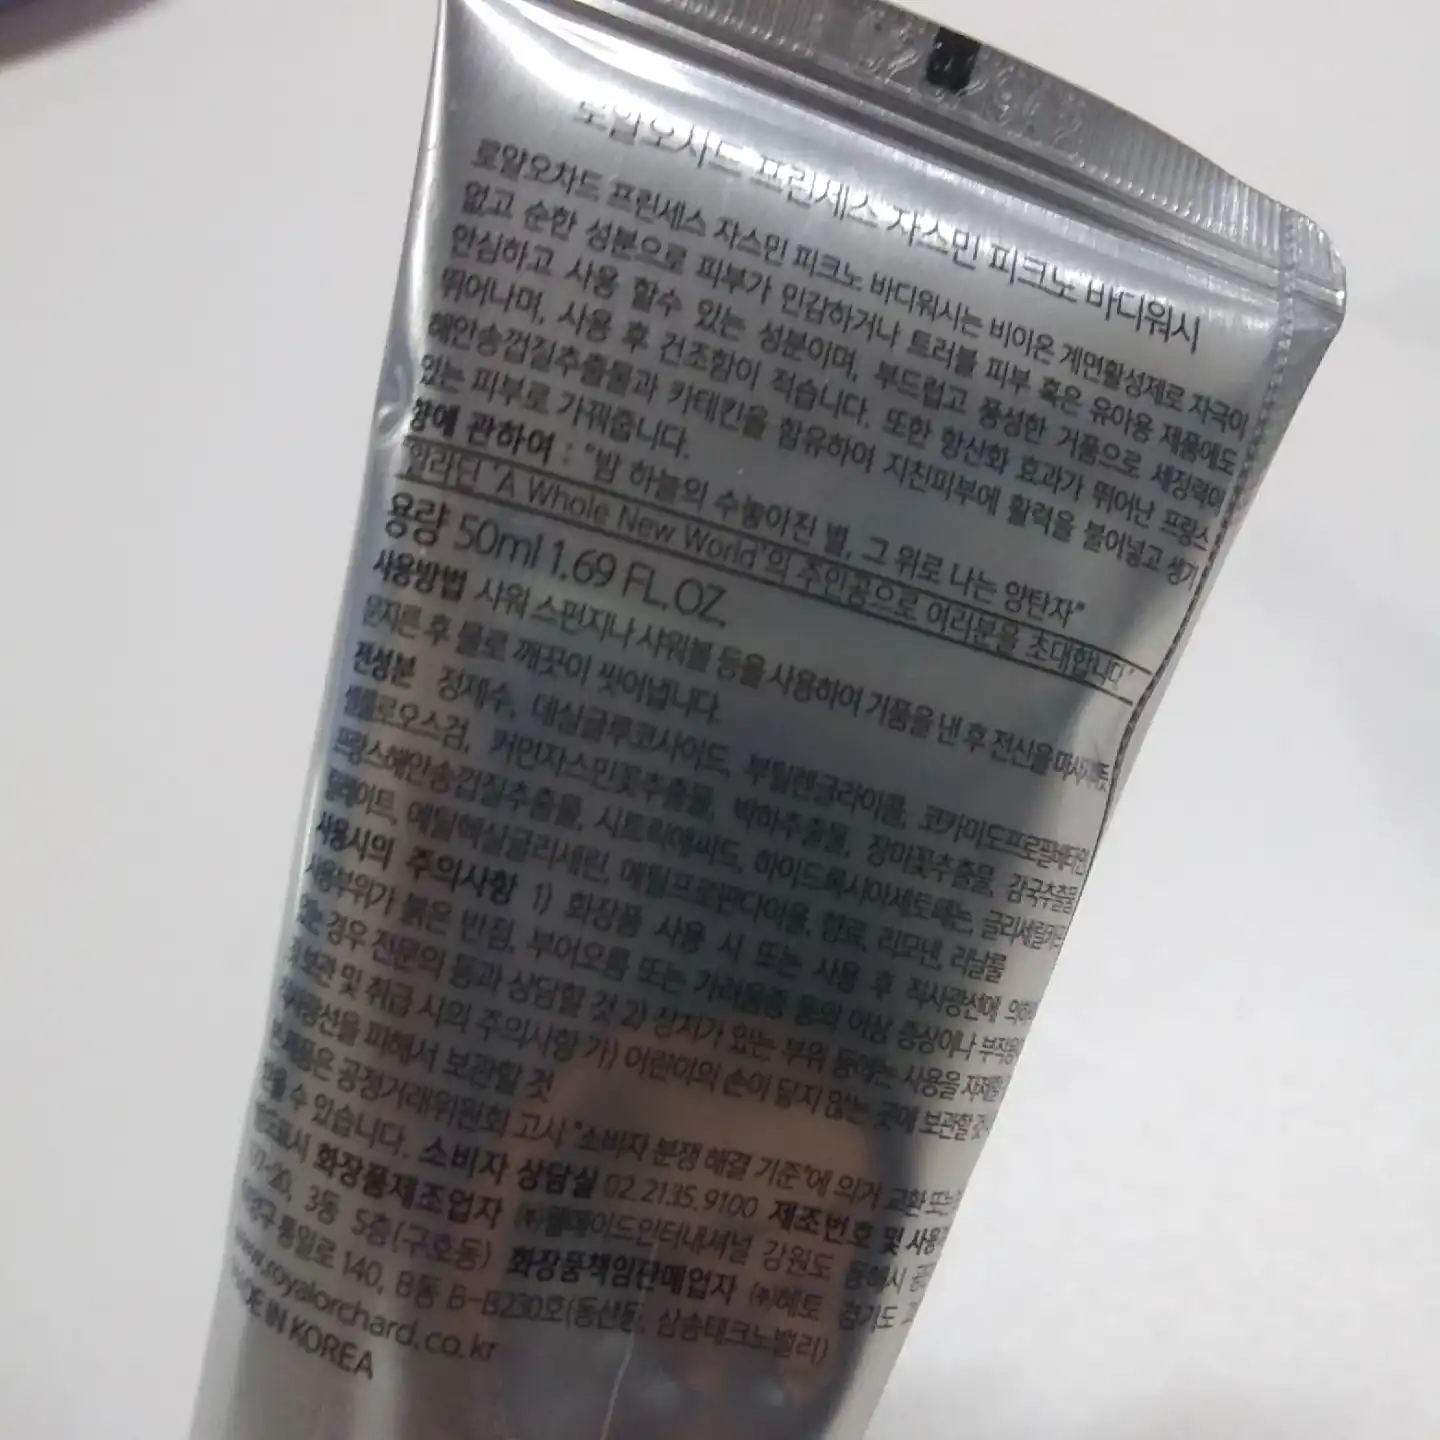 로얄오차드 프린세스 자스민 피크노 바디워시
로얄오차드 프린세스 자스민 피크노 바디워시는 비이온 계면활성제로 자극이
없고 순한 성분으로 피부가 민감하거나 트러블 피부 혹은 유아용 제품에도
안심하고 사용 할수 있는 성분이며, 부드럽고 풍성한 거품으로 세정력이
뛰어나며, 사용 후 건조함이 적습니다. 또한 항산화 효과가 뛰어난 프랑스
해안송껍질추출물과 카테킨을 함유하여 지친피부에 활력을 불어넣고 생기
있는 피부로 가꿔줍니다.
향에 관하여 : "밤 하늘의 수놓아진 별, 그 위로 나는 양탄자"
알라딘 'A Whole New World'의 주인공으로 여러분을 초대합니다."
용량 50ml 1.69 FL.OZ.
사용방법 샤워 스펀지나 샤워볼 등을 사용하여 거품을 낸 후 전신을 마사지하듯
문지른 후 물로 깨끗이 씻어냅니다.
전성분 정제수, 데실글루코사이드, 부틸렌글라이콜, 코카미도프로필베타인,
셀룰로오스검, 커먼자스민꽃추출물, 박하추출물, 장미꽃추출물, 감국추출물,
프랑스해안송껍질추출물, 시트릭애씨드, 하이드록시아세토페논, 글리세릴카프
릴레이트, 에틸헥실글리세린, 메틸프로판다이올, 향료, 리모넨, 리날룰
사용시의 주의사항 1) 화장품 사용 시 또는 사용 후 직사광선에 의하여
사용부위가 붉은 반점, 부어오름 또는 가려움증 등의 이상 증상이나 부작용이
있는 경우 전문의 등과 상담할 것 2) 상처가 있는 부위 등에는 사용을 자제할
3) 보관 및 취급 시의 주의사항 가) 어린이의 손이 닿지 않는 곳에 보관할 것
직사광선을 피해서 보관할 것
본 제품은 공정거래위원회 고시 "소비자 분쟁 해결 기준"에 의거 교환 또는
받을 수 있습니다. 소비자 상담실 02.2135.9100 제조번호 및 사용기
별도표시 화장품제조업자 ㈜웰메이드인터내셔널 강원도 동해시
3동 5층(구호동) 화장품책임판매업자 ㈜헤토 경기도 고
덕양구 통일로 140, B동 B-B230호(동산동, 삼송테크노밸리)
www.royalorchard.co.kr
MADE IN KOREA